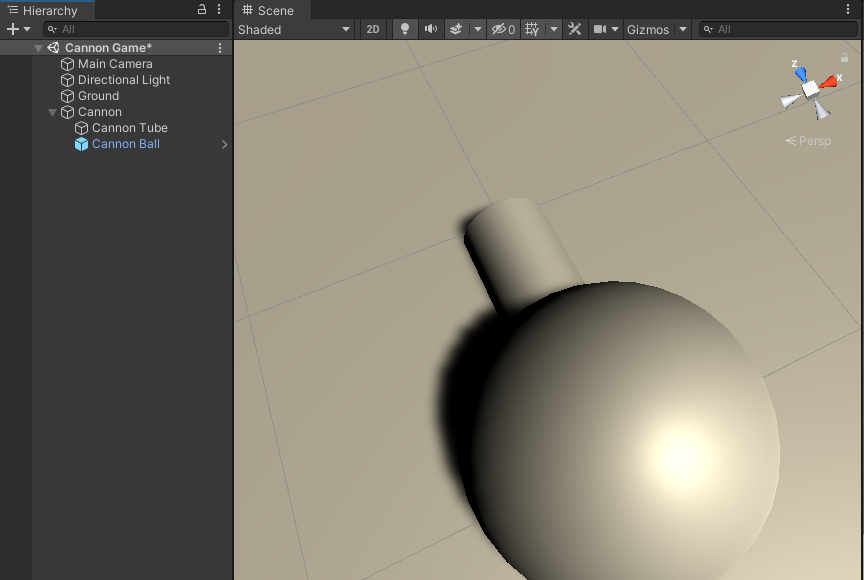 Hierarchy
All
Cannon Game*
Main Camera
Directional Light
Ground
Cannon
Cannon Tube
Cannon Ball
Scene
Shaded
2D
0
Gizmos
All
z
x
Persp